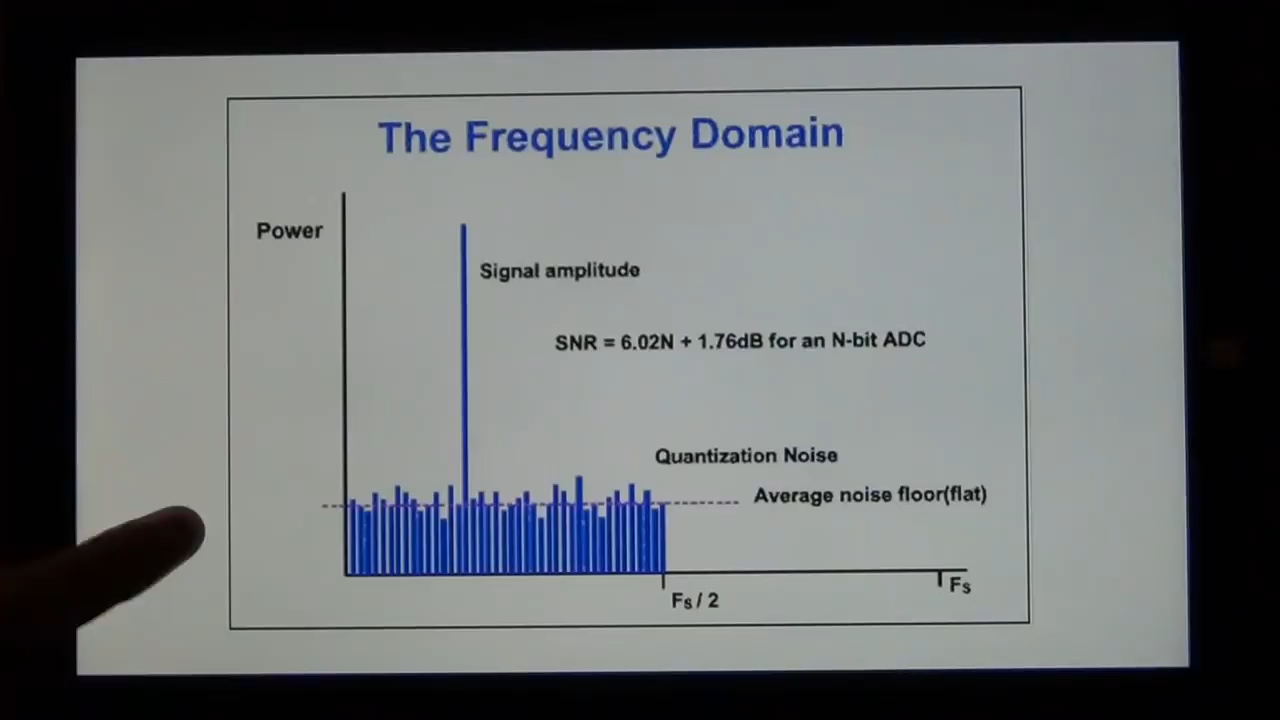 The Frequency Domain
Power
Signal amplitude
SNR = 6.02N + 1.76dB for an N-bit ADC
Quantization Noise
Average noise floor(flat)
Fs / 2
Fs